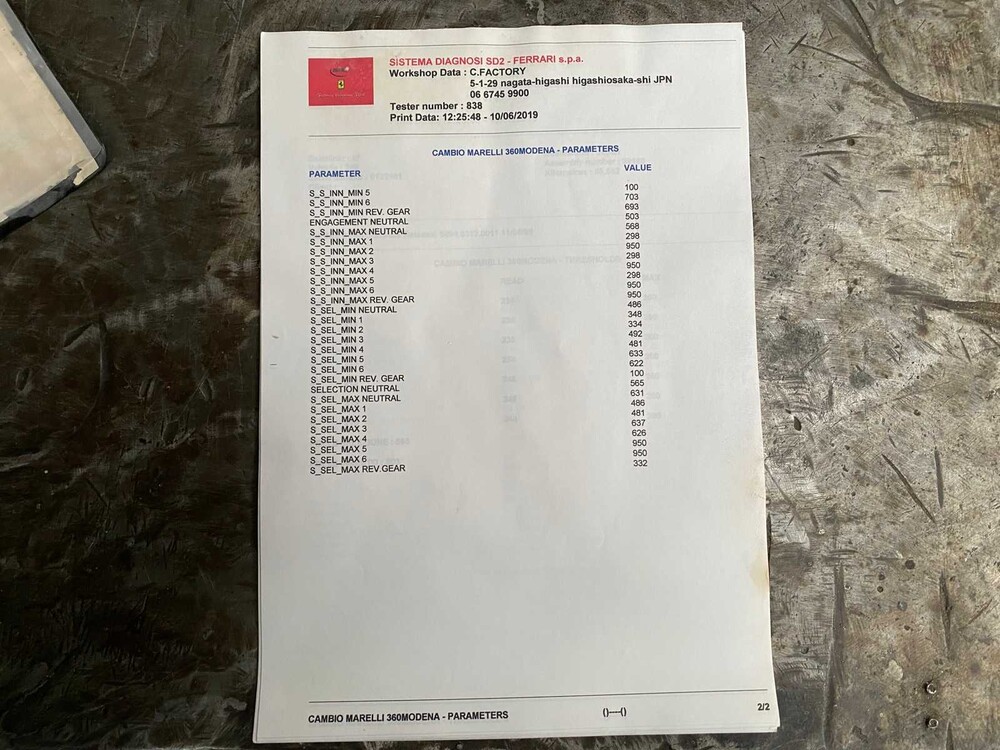 SISTEMA DIAGNOSI SD2 - FERRARI s.p.a.
Workshop Data : C.FACTORY
5-1-29 nagata-higashi higashiosaka-shi JPN
06 6745 9900
Tester number : 838
Print Data: 12:25:48 - 10/06/2019
CAMBIO MARELLI 360MODENA - PARAMETERS
PARAMETER VALUE
S_S_INN_MIN 5 100
S_S_INN_MIN 6 703
S_S_INN_MIN REV. GEAR 693
ENGAGEMENT NEUTRAL 503
S_S_INN_MAX NEUTRAL 568
S_S_INN_MAX 1 298
S_S_INN_MAX 2 950
S_S_INN_MAX 3 298
S_S_INN_MAX 4 950
S_S_INN_MAX 5 298
S_S_INN_MAX 6 950
S_S_INN_MAX REV. GEAR 950
S_SEL_MIN NEUTRAL 486
S_SEL_MIN 1 348
S_SEL_MIN 2 334
S_SEL_MIN 3 492
S_SEL_MIN 4 481
S_SEL_MIN 5 633
S_SEL_MIN 6 622
S_SEL_MIN REV. GEAR 100
SELECTION NEUTRAL 565
S_SEL_MAX NEUTRAL 631
S_SEL_MAX 1 486
S_SEL_MAX 2 481
S_SEL_MAX 3 637
S_SEL_MAX 4 626
S_SEL_MAX 5 950
S_SEL_MAX 6 950
S_SEL_MAX REV.GEAR 332
CAMBIO MARELLI 360MODENA - PARAMETERS ()----() 2/2